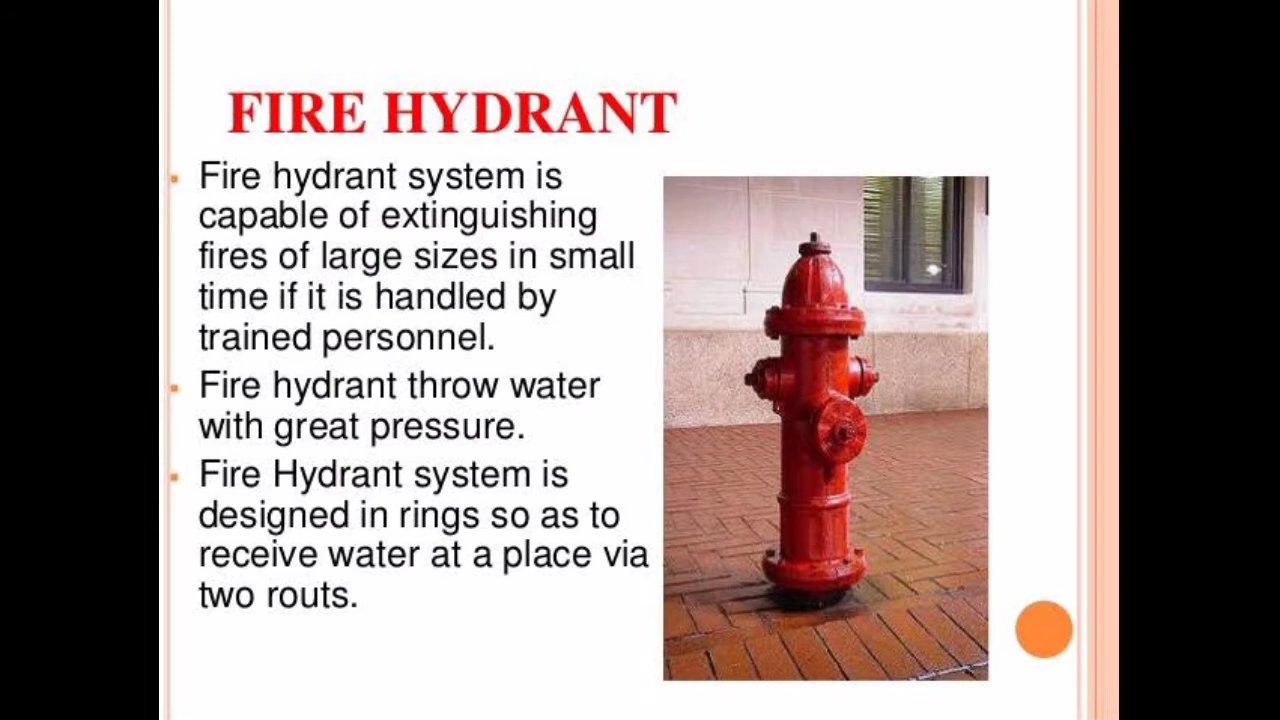 FIRE HYDRANT
Fire hydrant system is
capable of extinguishing
fires of large sizes in small
time if it is handled by
trained personnel.
Fire hydrant throw water
with great pressure.
Fire Hydrant system is
designed in rings so as to
receive water at a place via
two routs.